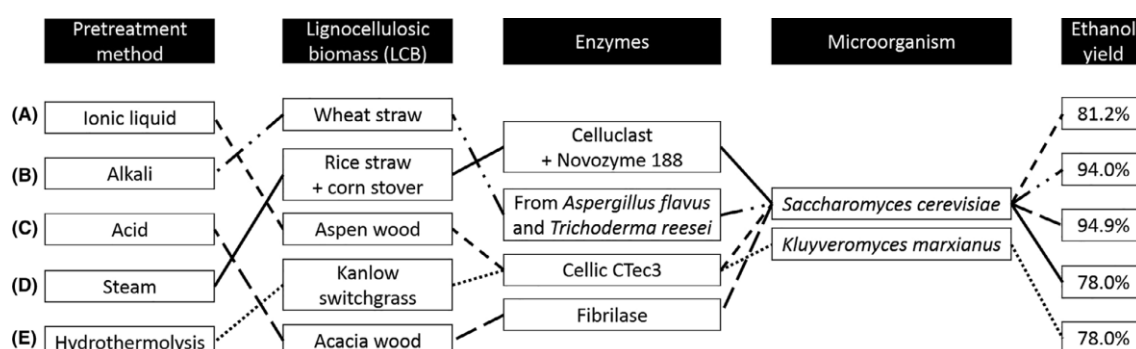 Pretreatment
method
Lignocellulosic
biomass (LCB)
Enzymes
Microorganism
Ethanol
yield
(A)
Ionic liquid
Wheat straw
81.2%
Celluclast
+ Novozyme 188
(B)
Alkali
Rice straw
+ corn stover
94.0%
From Aspergillus flavus
and Trichoderma reesei
Saccharomyces cerevisiae
(C)
Acid
Aspen wood
94.9%
Kluyveromyces marxianus
(D)
Steam
Kanlow
switchgrass
Cellic CTec3
78.0%
Fibrilase
(E)
Hydrothermolysis
Acacia wood
78.0%